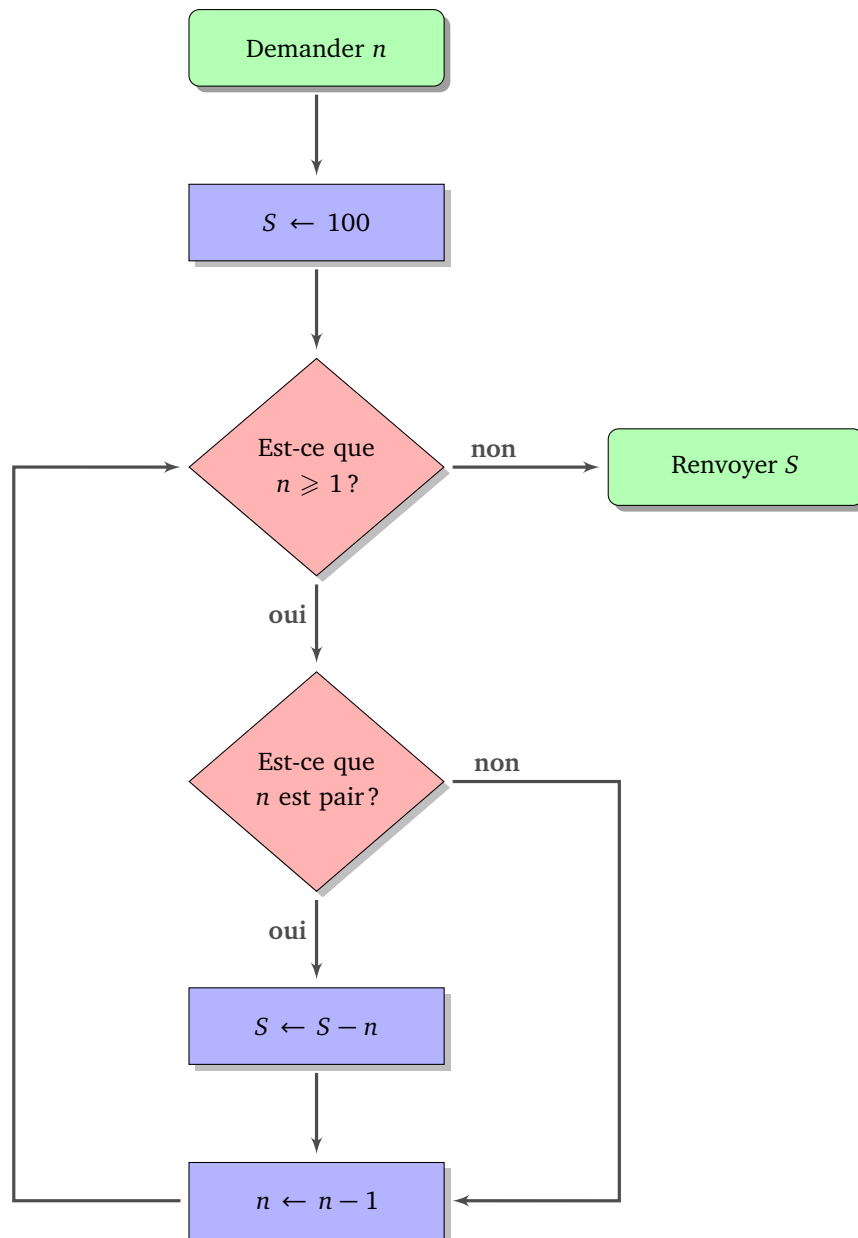 Demander n
S ← 100
Est-ce que
n ⩾ 1 ?
non
Renvoyer S
oui
Est-ce que
n est pair ?
non
oui
S ← S − n
n ← n − 1